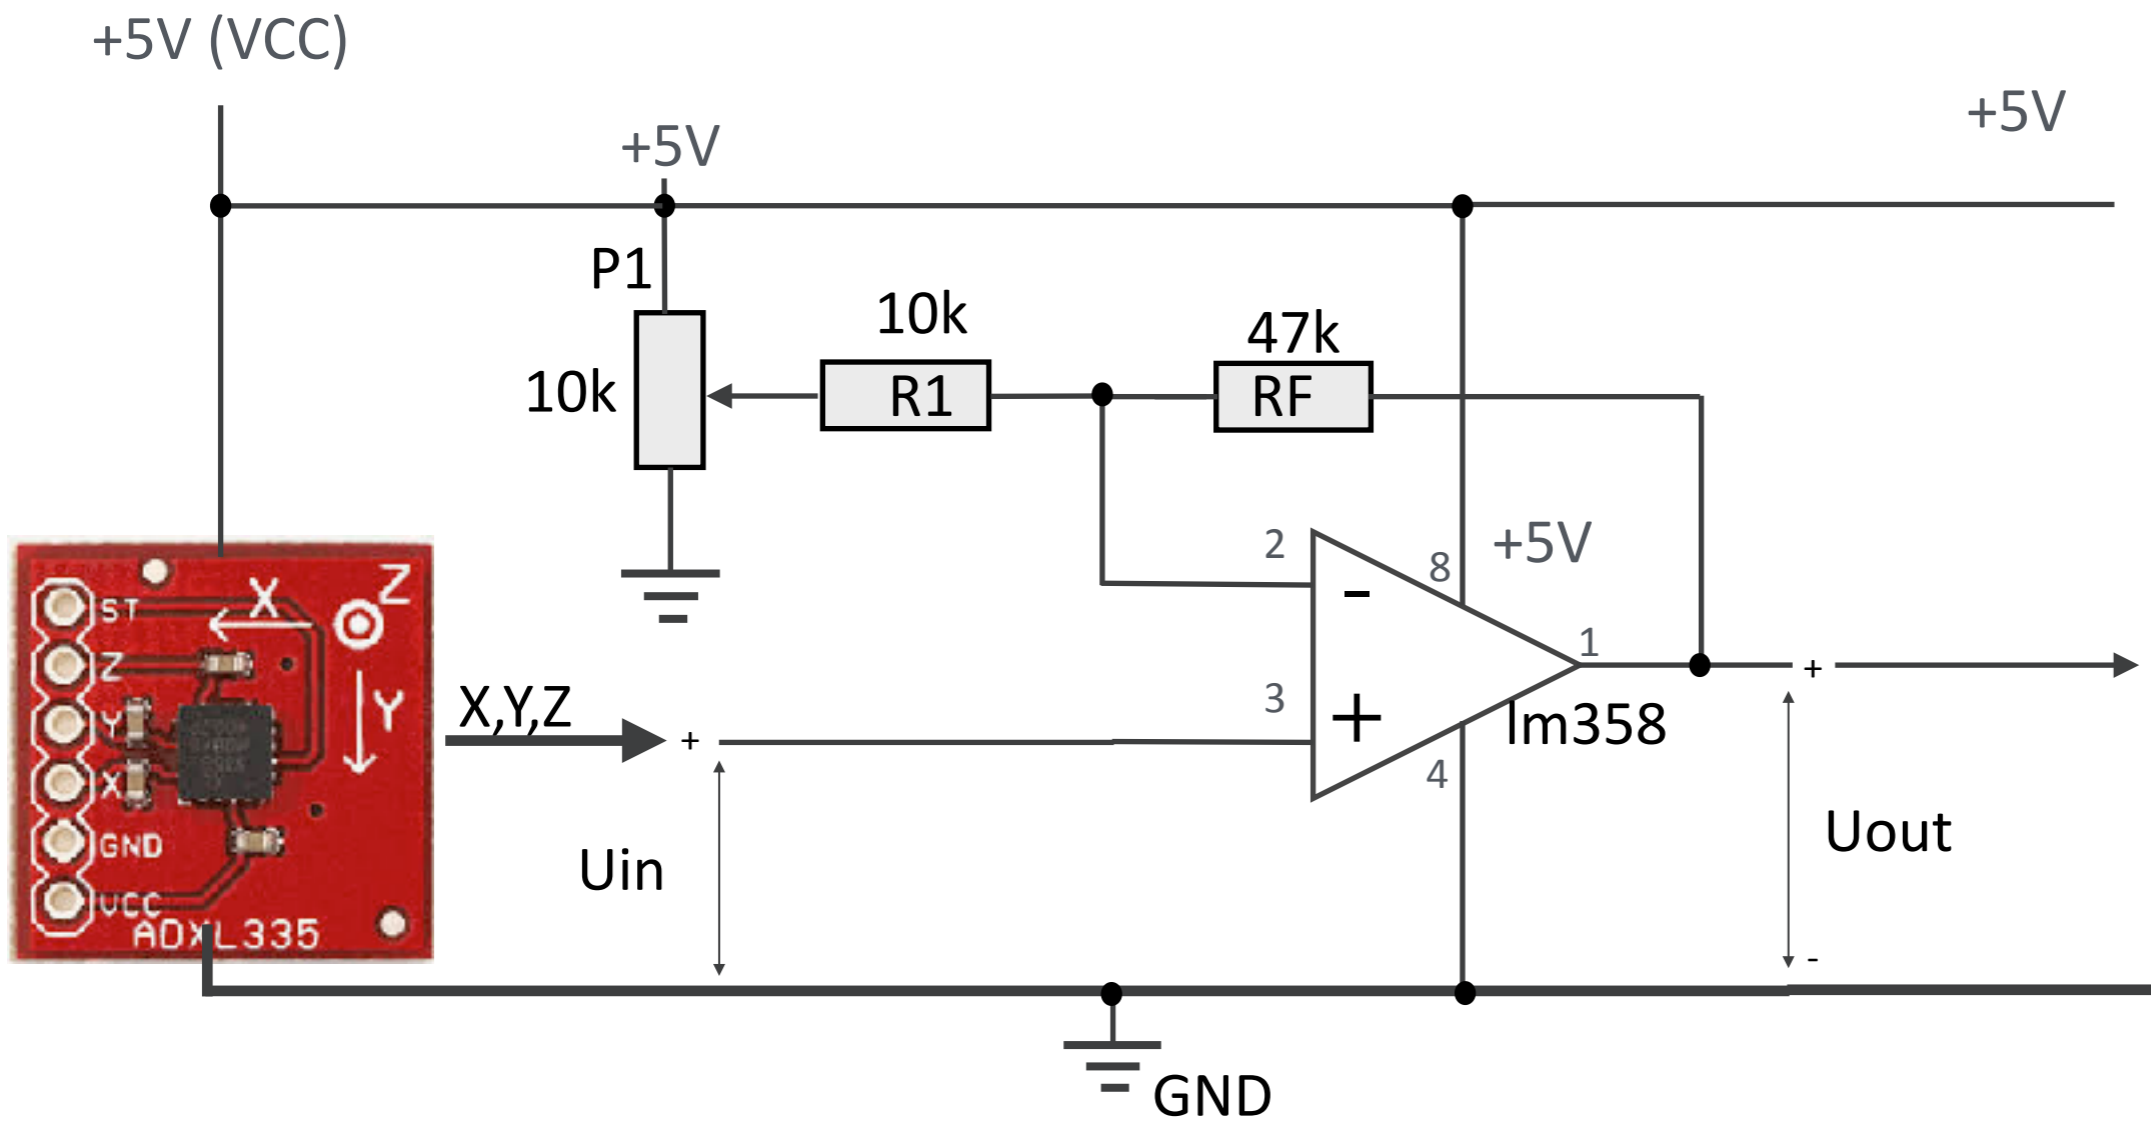 +5V (VCC)
+5V
+5V
P1
10k
10k
R1
47k
RF
2
8
+5V
1
3
-
+
4
lm358
X,Y,Z
+
+
Uin
Uout
-
GND
ST
Z
Y
X
GND
VCC
ADXL335
X
Z
Y